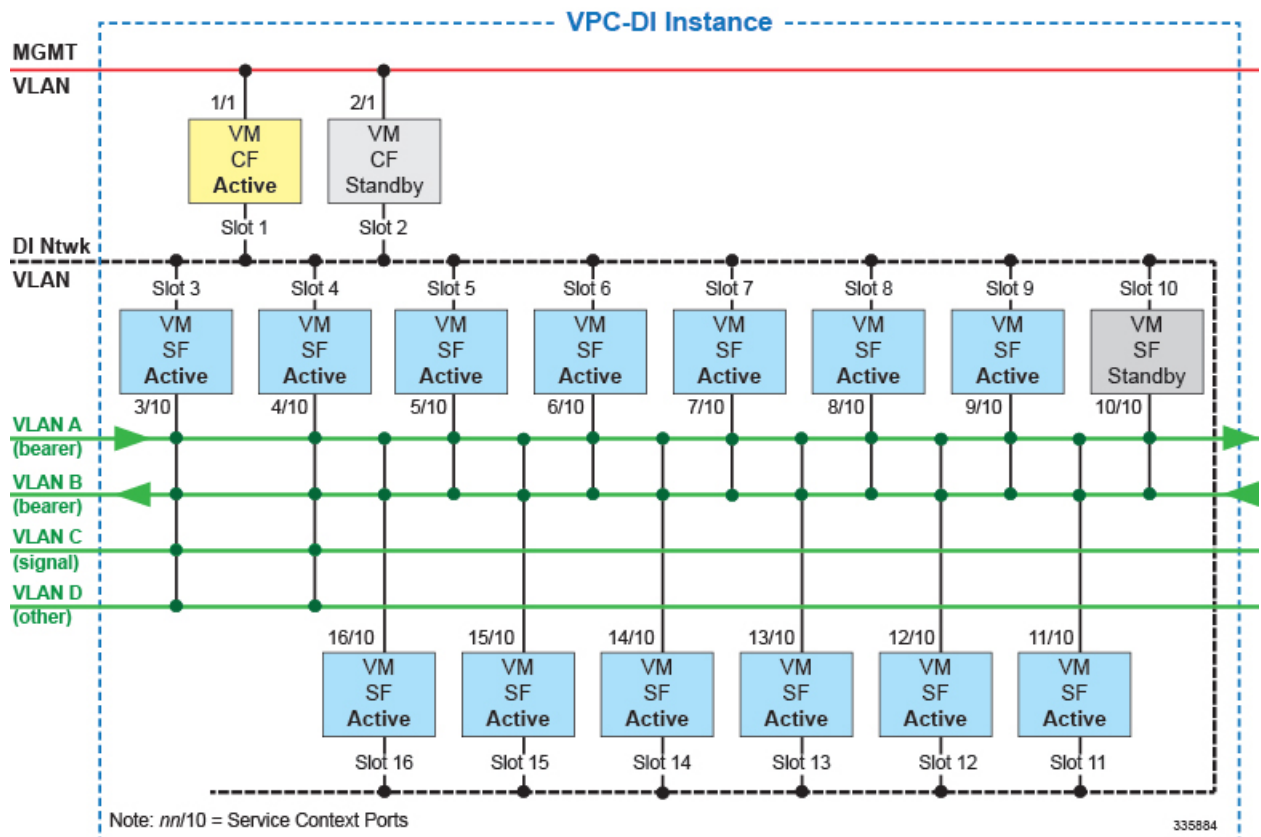 VPC-DI Instance
MGMT
VLAN
1/1 2/1
VM VM
CF CF
Active Standby
Slot 1 Slot 2
DI Ntwk
VLAN
Slot 3 Slot 4 Slot 5 Slot 6 Slot 7 Slot 8 Slot 9 Slot 10
VM VM VM VM VM VM VM VM
SF SF SF SF SF SF SF SF
Active Active Active Active Active Active Active Standby
3/10 4/10 5/10 6/10 7/10 8/10 9/10 10/10
VLAN A
(bearer)
VLAN B
(bearer)
VLAN C
(signal)
VLAN D
(other)
16/10 15/10 14/10 13/10 12/10 11/10
VM VM VM VM VM VM
SF SF SF SF SF SF
Active Active Active Active Active Active
Slot 16 Slot 15 Slot 14 Slot 13 Slot 12 Slot 11
Note: nn/10 = Service Context Ports
335884